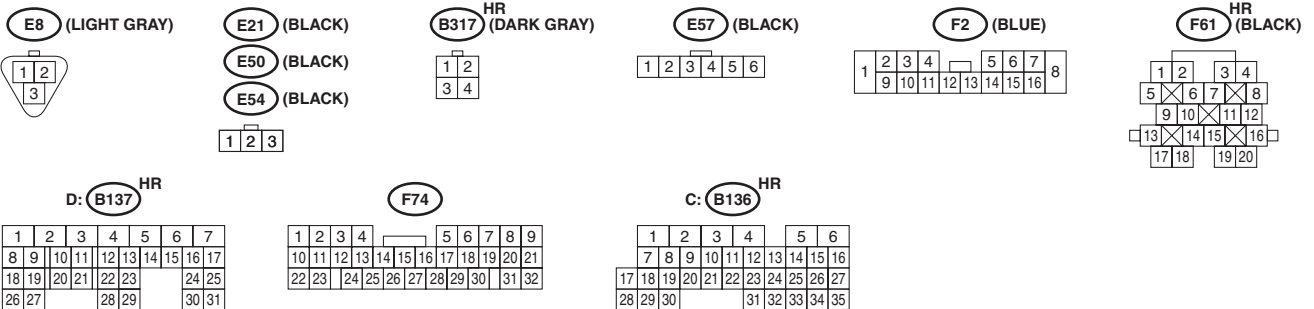 E8 (LIGHT GRAY)
1 2
3
E21 (BLACK)
E50 (BLACK)
E54 (BLACK)
1 2 3
HR
B317 (DARK GRAY)
1 2
3 4
E57 (BLACK)
1 2 3 4 5 6
F2 (BLUE)
1 2 3 4 5 6 7 8
9 10 11 12 13 14 15 16
HR
F61 (BLACK)
1 2 3 4
5 6 7 8
9 10 11 12
13 14 15 16
17 18 19 20
HR
D: B137
1 2 3 4 5 6 7
8 9 10 11 12 13 14 15 16 17
18 19 20 21 22 23 24 25
26 27 28 29 30 31
F74
1 2 3 4 5 6 7 8 9
10 11 12 13 14 15 16 17 18 19 20 21
22 23 24 25 26 27 28 29 30 31 32
HR
C: B136
1 2 3 4 5 6
7 8 9 10 11 12 13 14 15 16
17 18 19 20 21 22 23 24 25 26 27
28 29 30 31 32 33 34 35